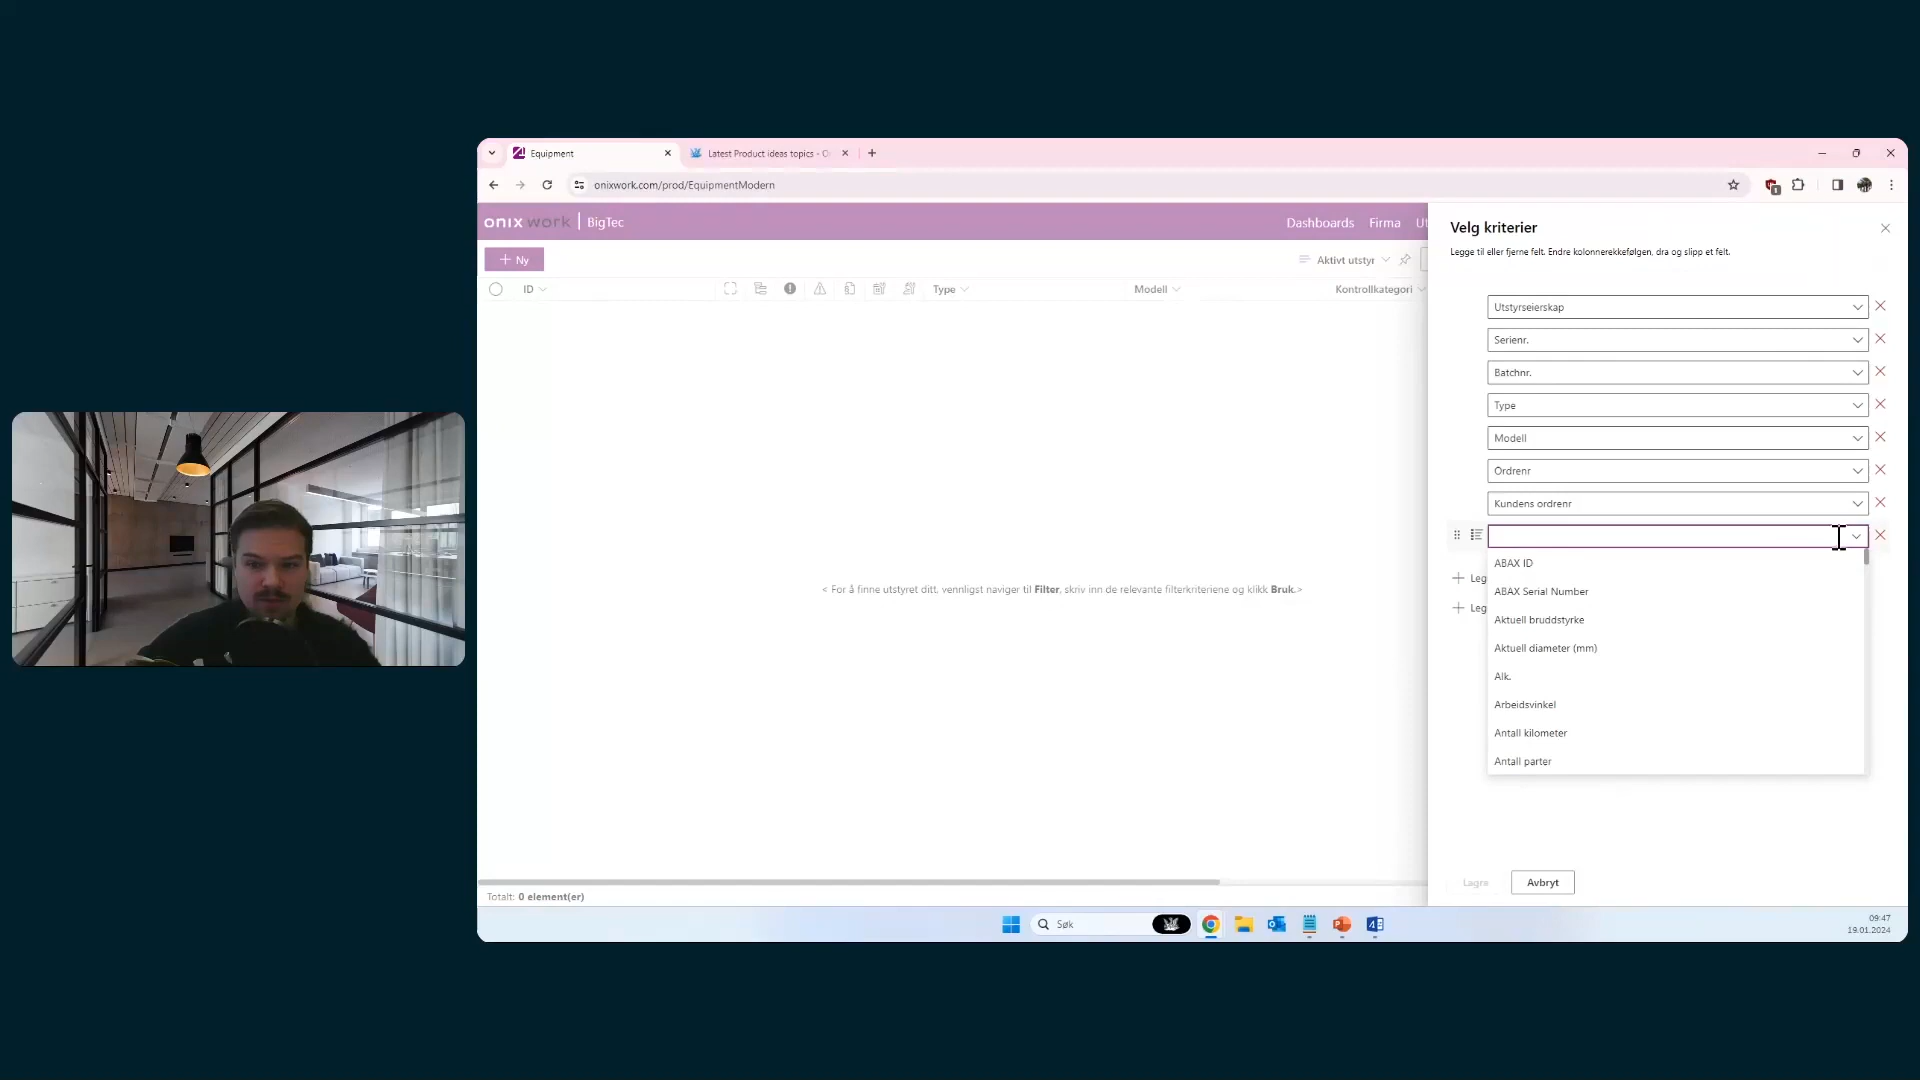 Equipment
Latest Product ideas topics - O
onixwork.com/prod/EquipmentModern
onix work | BigTec
Dashboards
Firma
Ut
Ny
Aktivt utstyr
ID
Type
Modell
Kontrollkategori
< For å finne utstyret ditt, vennligst naviger til Filter, skriv inn de relevante filterkriteriene og klikk Bruk.>
Totalt: 0 element(er)
Velg kriterier
Legge til eller fjerne felt. Endre kolonnerekkefølgen, dra og slipp et felt.
Utstyrseierskap
Serienr.
Batchnr.
Type
Modell
Ordrenr
Kundens ordrenr
Leg
Leg
ABAX ID
ABAX Serial Number
Aktuell bruddstyrke
Aktuell diameter (mm)
Alk.
Arbeidsvinkel
Antall kilometer
Antall parter
Lagre
Avbryt
Søk
09:47
19.01.2024